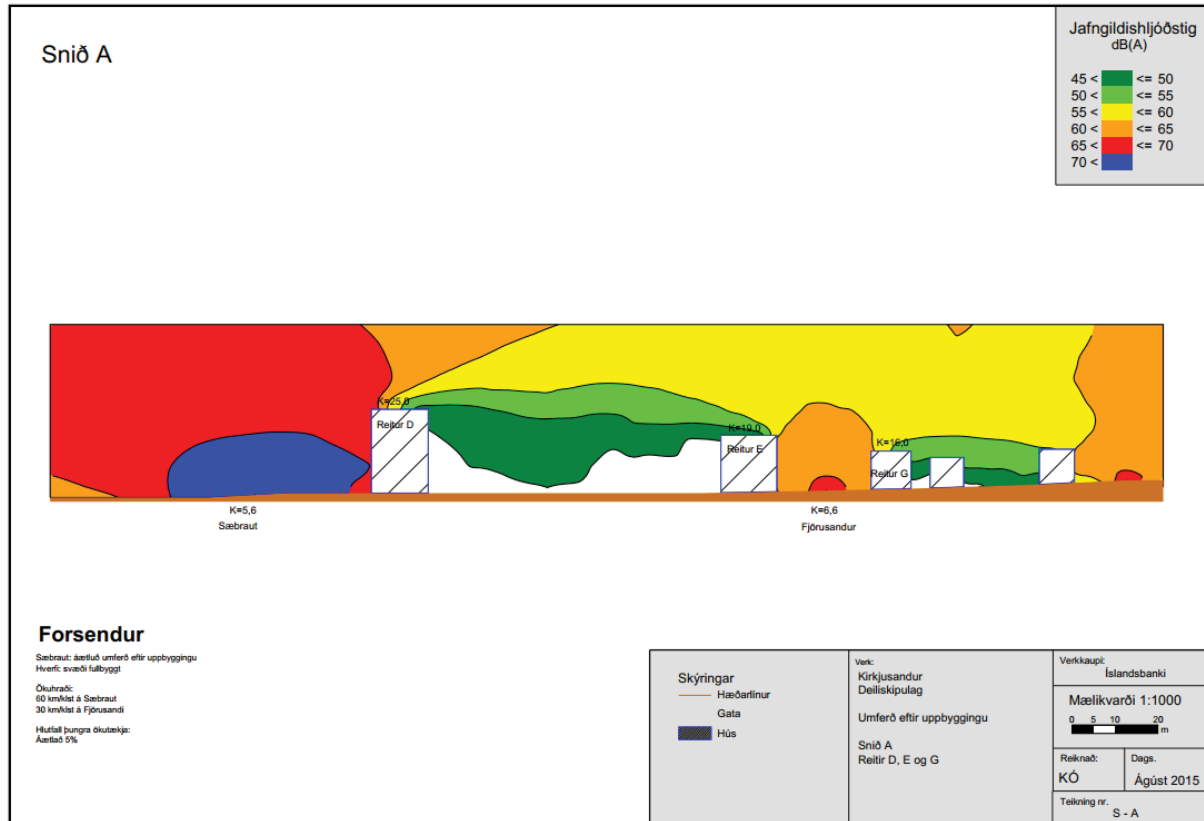 Snið A
Jafngildishljóðstig
dB(A)
45 < <= 50
50 < <= 55
55 < <= 60
60 < <= 65
65 < <= 70
70 <
K=25,0
Reitur D
K=19,0
Reitur E
K=16,0
Reitur G
K=5,6
Sæbraut
K=6,6
Fjörusandur
Forsendur
Sæbraut: áætluð umferð eftir uppbyggingu
Hverfi: svæði fullbyggt
Ökuhraði:
60 km/klst á Sæbraut
30 km/klst á Fjörusandi
Hlutfall þungra ökutækja:
Áætlað 5%
Skýringar
Hæðarlínur
Gata
Hús
Verk:
Kirkjusandur
Deiliskipulag
Umferð eftir uppbyggingu
Snið A
Reitir D, E og G
Verkkaupi:
Íslandsbanki
Mælikvarði 1:1000
0 5 10 20
m
Reiknað:
KÓ
Dags.
Ágúst 2015
Teikning nr.
S - A